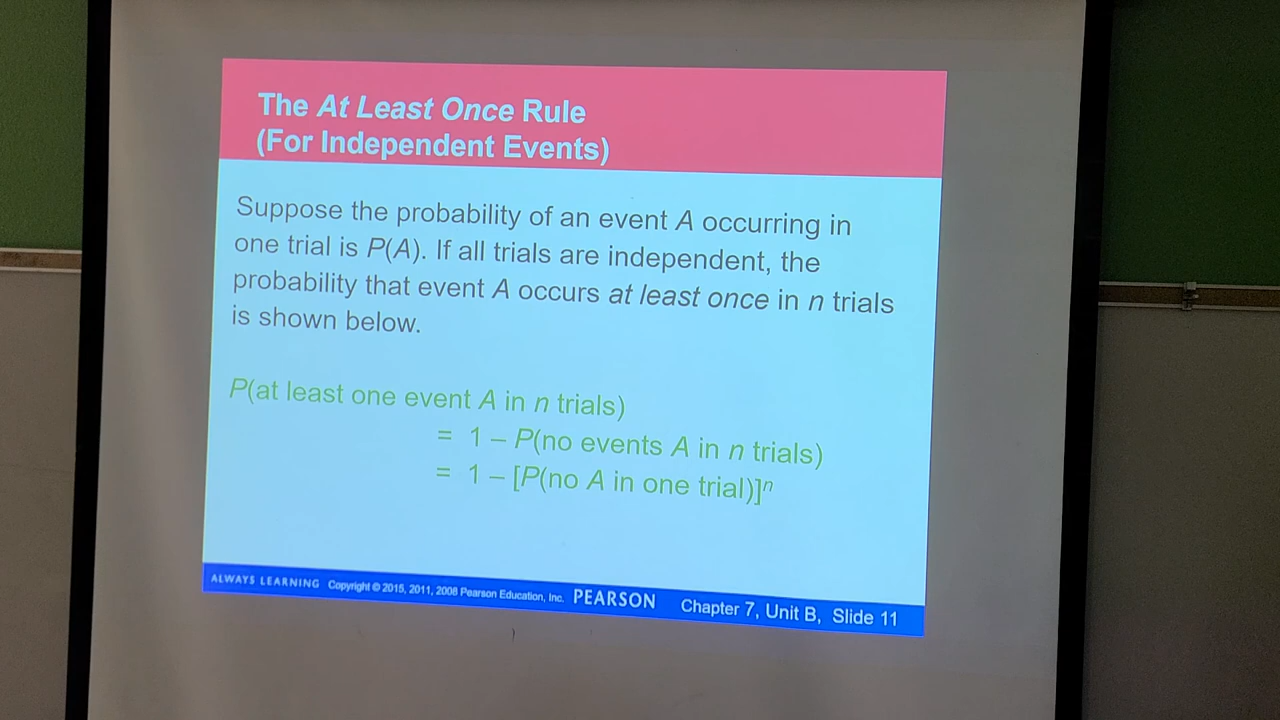 The At Least Once Rule
(For Independent Events)
Suppose the probability of an event A occurring in
one trial is P(A). If all trials are independent, the
probability that event A occurs at least once in n trials
is shown below.
P(at least one event A in n trials)
= 1 – P(no events A in n trials)
= 1 – [P(no A in one trial)]ⁿ
ALWAYS LEARNING Copyright © 2015, 2011, 2008 Pearson Education, Inc. PEARSON Chapter 7, Unit B, Slide 11